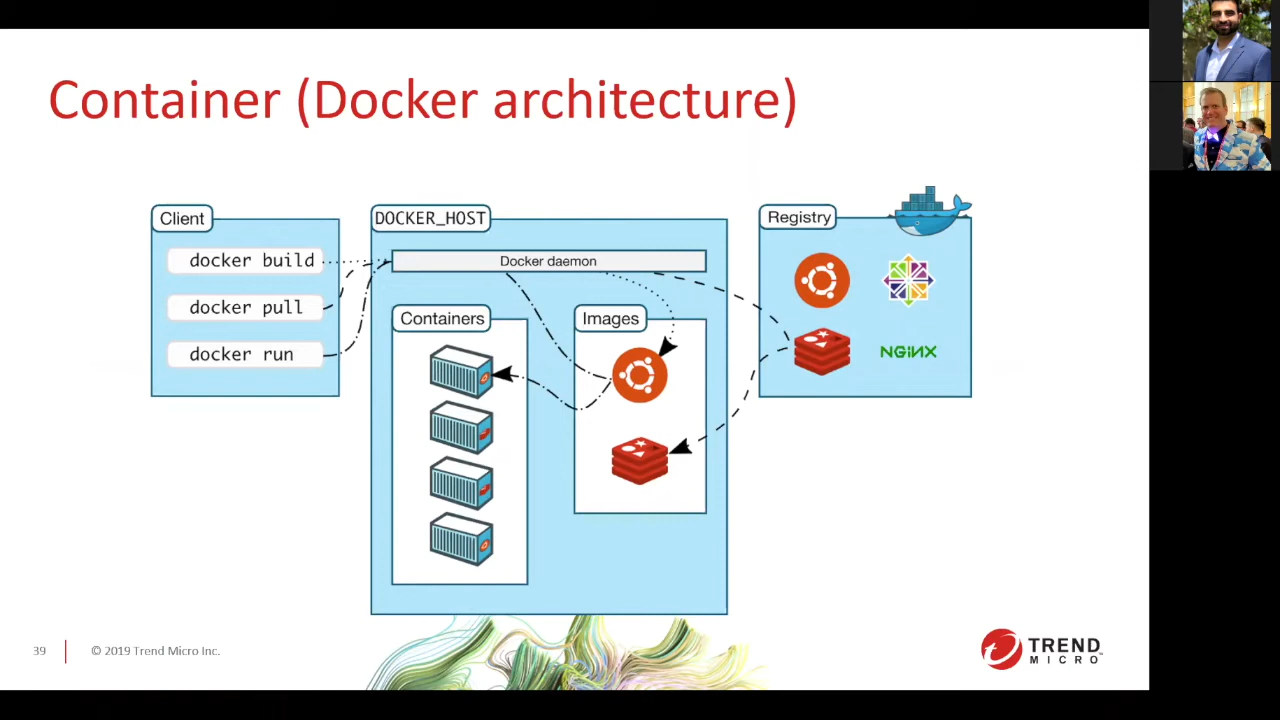 Container (Docker architecture)
Client
docker build
docker pull
docker run
DOCKER_HOST
Docker daemon
Containers
Images
Registry
NGiNX
39
© 2019 Trend Micro Inc.
TREND
MICRO™